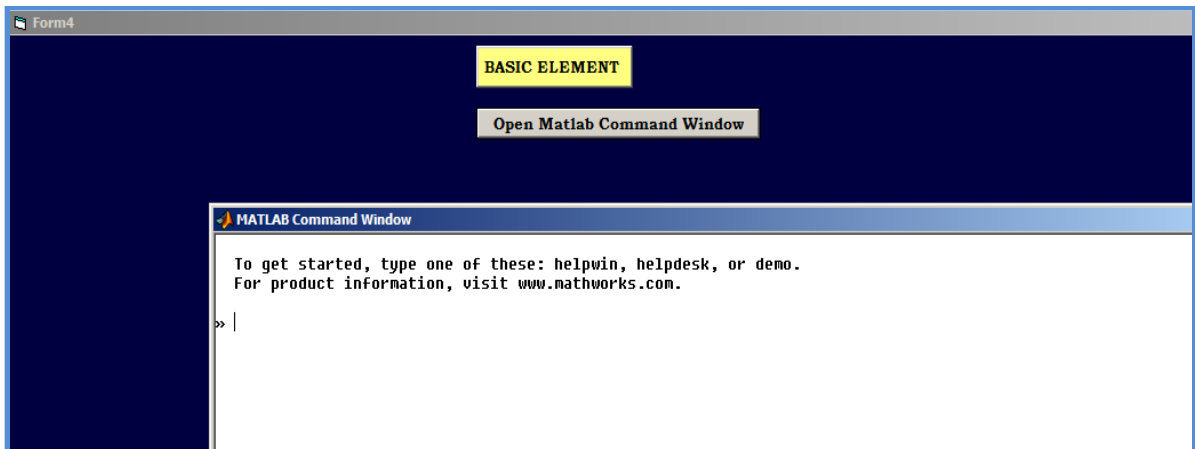 Form4
BASIC ELEMENT
Open Matlab Command Window
MATLAB Command Window
To get started, type one of these: helpwin, helpdesk, or demo.
For product information, visit www.mathworks.com.
»